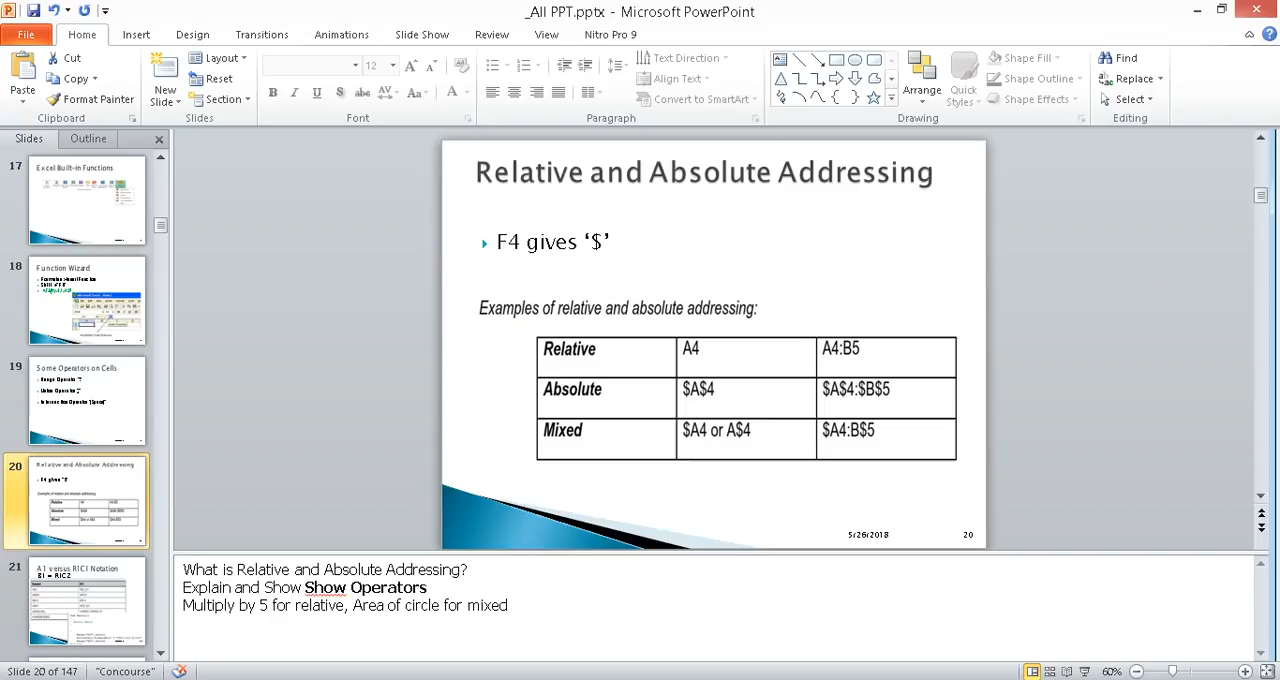 _All PPT.pptx - Microsoft PowerPoint
File Home Insert Design Transitions Animations Slide Show Review View Nitro Pro 9
Paste
Cut
Copy
Format Painter
Clipboard
New Slide
Layout
Reset
Section
Slides
12
Font
Text Direction
Align Text
Convert to SmartArt
Paragraph
Arrange
Quick Styles
Shape Fill
Shape Outline
Shape Effects
Drawing
Find
Replace
Select
Editing
Slides Outline
17
Excel Built-in Functions
18
Function Wizard
19
Some Operators on Cells
20
Relative and Absolute Addressing
F4 gives '$'
21
A1 versus R1C1 Notation
B1 = R1C2
Relative and Absolute Addressing
F4 gives ‘$’
Examples of relative and absolute addressing:
Relative A4 A4:B5
Absolute $A$4 $A$4:$B$5
Mixed $A4 or A$4 $A4:B$5
5/26/2018 20
What is Relative and Absolute Addressing?
Explain and Show Show Operators
Multiply by 5 for relative, area of circle for mixed
Slide 20 of 147 "Concourse" 60%